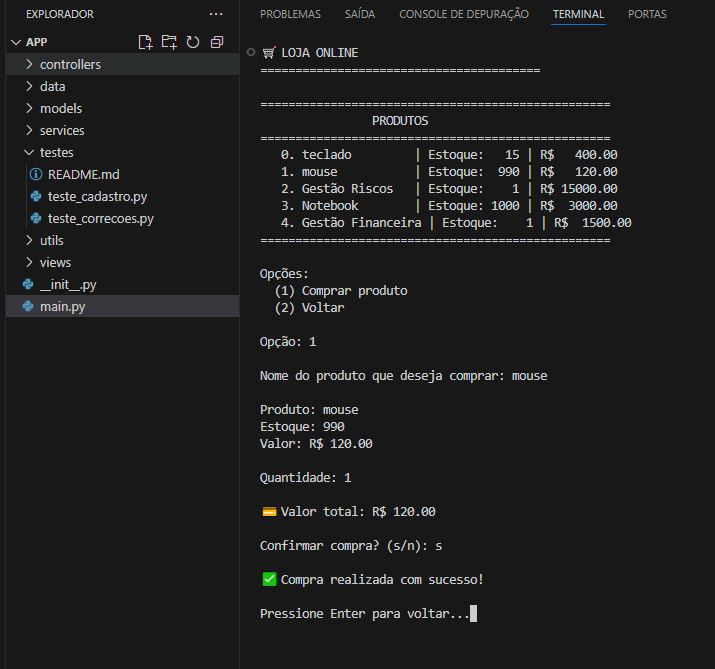 EXPLORADOR
APP
controllers
data
models
services
testes
README.md
teste_cadastro.py
teste_correcoes.py
utils
views
__init__.py
main.py
PROBLEMAS SAÍDA CONSOLE DE DEPURAÇÃO TERMINAL PORTAS
🛒 LOJA ONLINE
========================================
==================================================
PRODUTOS
==================================================
0. teclado | Estoque: 15 | R$ 400.00
1. mouse | Estoque: 990 | R$ 120.00
2. Gestão Riscos | Estoque: 1 | R$ 15000.00
3. Notebook | Estoque: 1000 | R$ 3000.00
4. Gestão Financeira | Estoque: 1 | R$ 1500.00
==================================================
Opções:
(1) Comprar produto
(2) Voltar
Opção: 1
Nome do produto que deseja comprar: mouse
Produto: mouse
Estoque: 990
Valor: R$ 120.00
Quantidade: 1
💳 Valor total: R$ 120.00
Confirmar compra? (s/n): s
✅ Compra realizada com sucesso!
Pressione Enter para voltar...